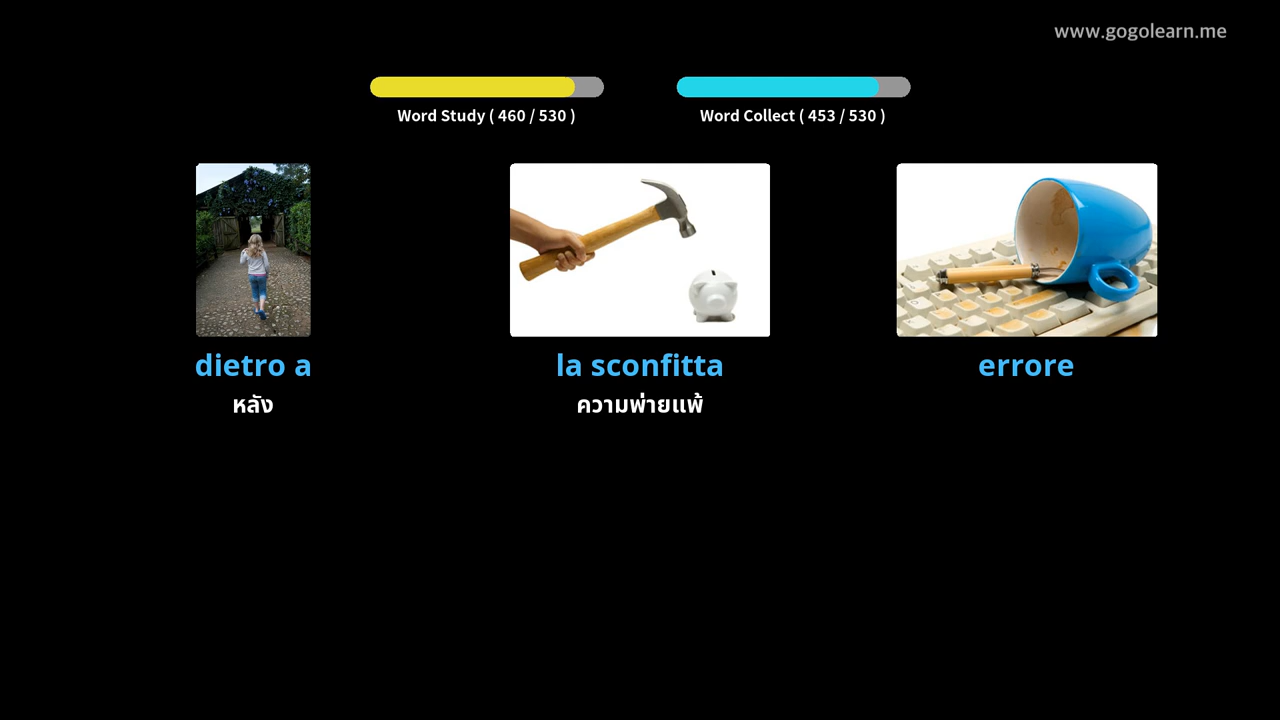 www.gogolearn.me
Word Study ( 460 / 530 )
Word Collect ( 453 / 530 )
dietro a
หลัง
la sconfitta
ความพ่ายแพ้
errore